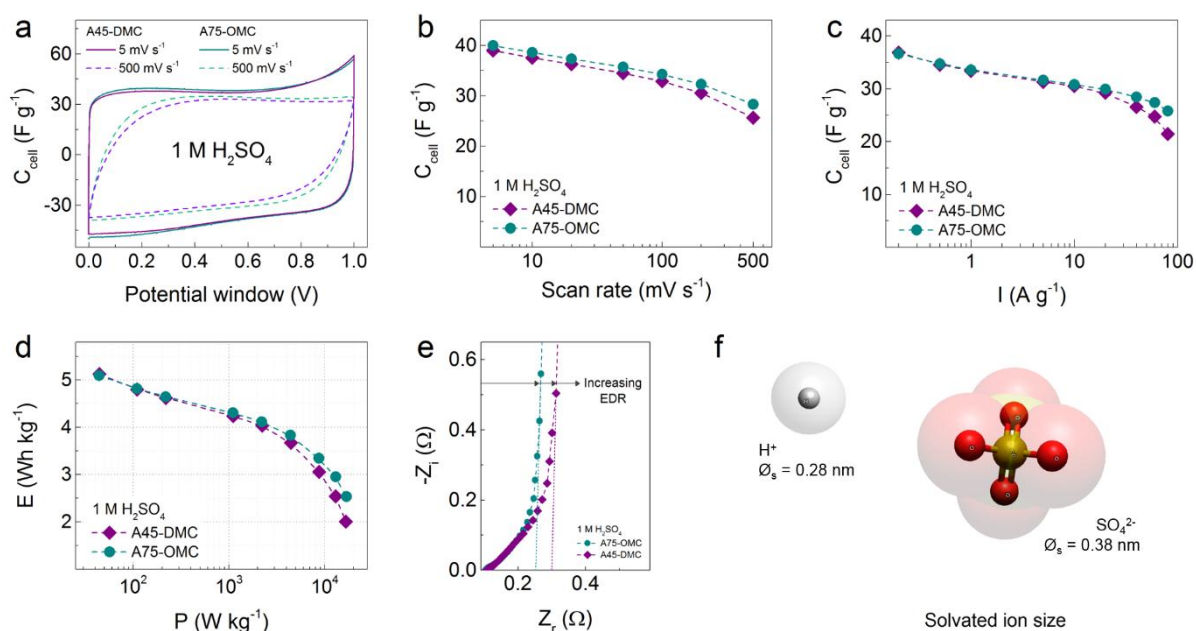 a
A45-DMC A75-OMC
5 mV s⁻¹ 5 mV s⁻¹
500 mV s⁻¹ 500 mV s⁻¹
60
30
0
-30
C_cell (F g⁻¹)
1 M H₂SO₄
0.0 0.2 0.4 0.6 0.8 1.0
Potential window (V)
b
40
30
20
10
C_cell (F g⁻¹)
1 M H₂SO₄
A45-DMC
A75-OMC
10 100 500
Scan rate (mV s⁻¹)
c
40
30
20
10
C_cell (F g⁻¹)
1 M H₂SO₄
A45-DMC
A75-OMC
1 10 100
I (A g⁻¹)
d
5
4
3
2
E (Wh kg⁻¹)
1 M H₂SO₄
A45-DMC
A75-OMC
10² 10³ 10⁴
P (W kg⁻¹)
e
0.6
0.4
0.2
0.0
-Zᵢ (Ω)
Increasing
EDR
1 M H₂SO₄
A75-OMC
A45-DMC
0.2 0.4
Zᵣ (Ω)
f
H⁺
Øₛ = 0.28 nm
SO₄²⁻
Øₛ = 0.38 nm
Solvated ion size